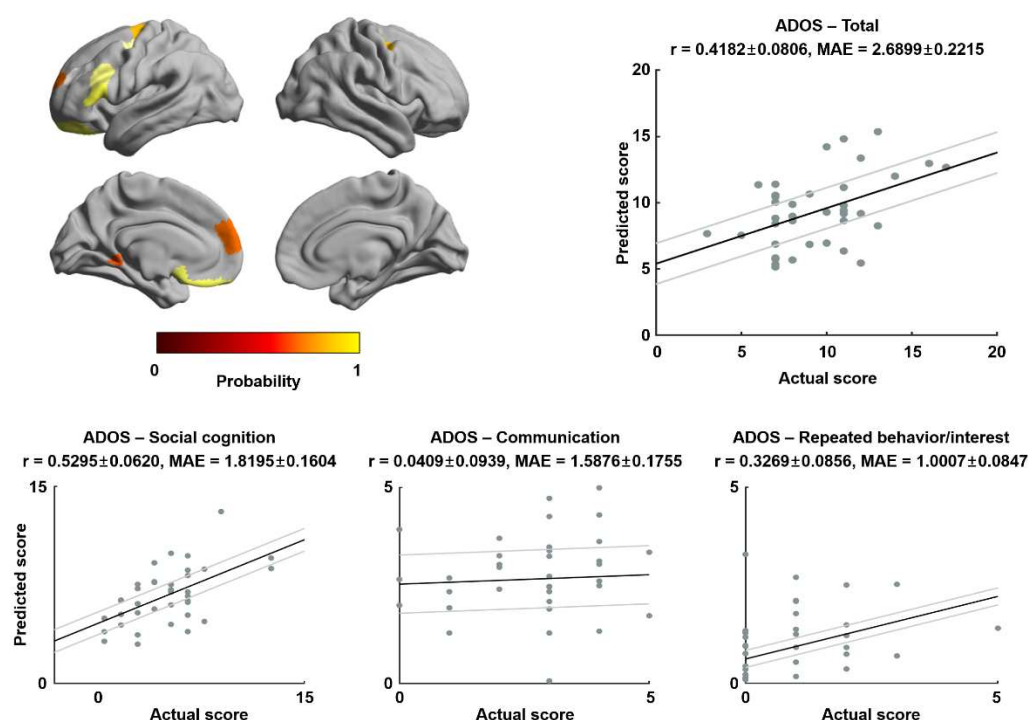 ADOS – Total
r = 0.4182±0.0806, MAE = 2.6899±0.2215
20
15
10
5
0
Predicted score
0 5 10 15 20
Actual score
0 1
Probability
ADOS – Social cognition
r = 0.5295±0.0620, MAE = 1.8195±0.1604
15
0
Predicted score
0 15
Actual score
ADOS – Communication
r = 0.0409±0.0939, MAE = 1.5876±0.1755
5
0
0 5
Actual score
ADOS – Repeated behavior/interest
r = 0.3269±0.0856, MAE = 1.0007±0.0847
5
0
0 5
Actual score